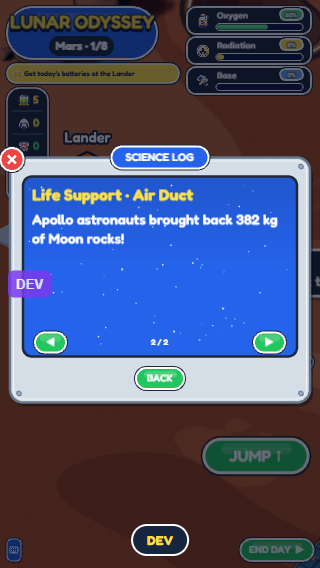 LUNAR ODYSSEY
Mars · 1/8
Oxygen
Radiation
Base
Get today's batteries at the Lander
5
0
0
Lander
SCIENCE LOG
Life Support · Air Duct
Apollo astronauts brought back 382 kg
of Moon rocks!
DEV
2 / 2
BACK
JUMP ↑
DEV
END DAY